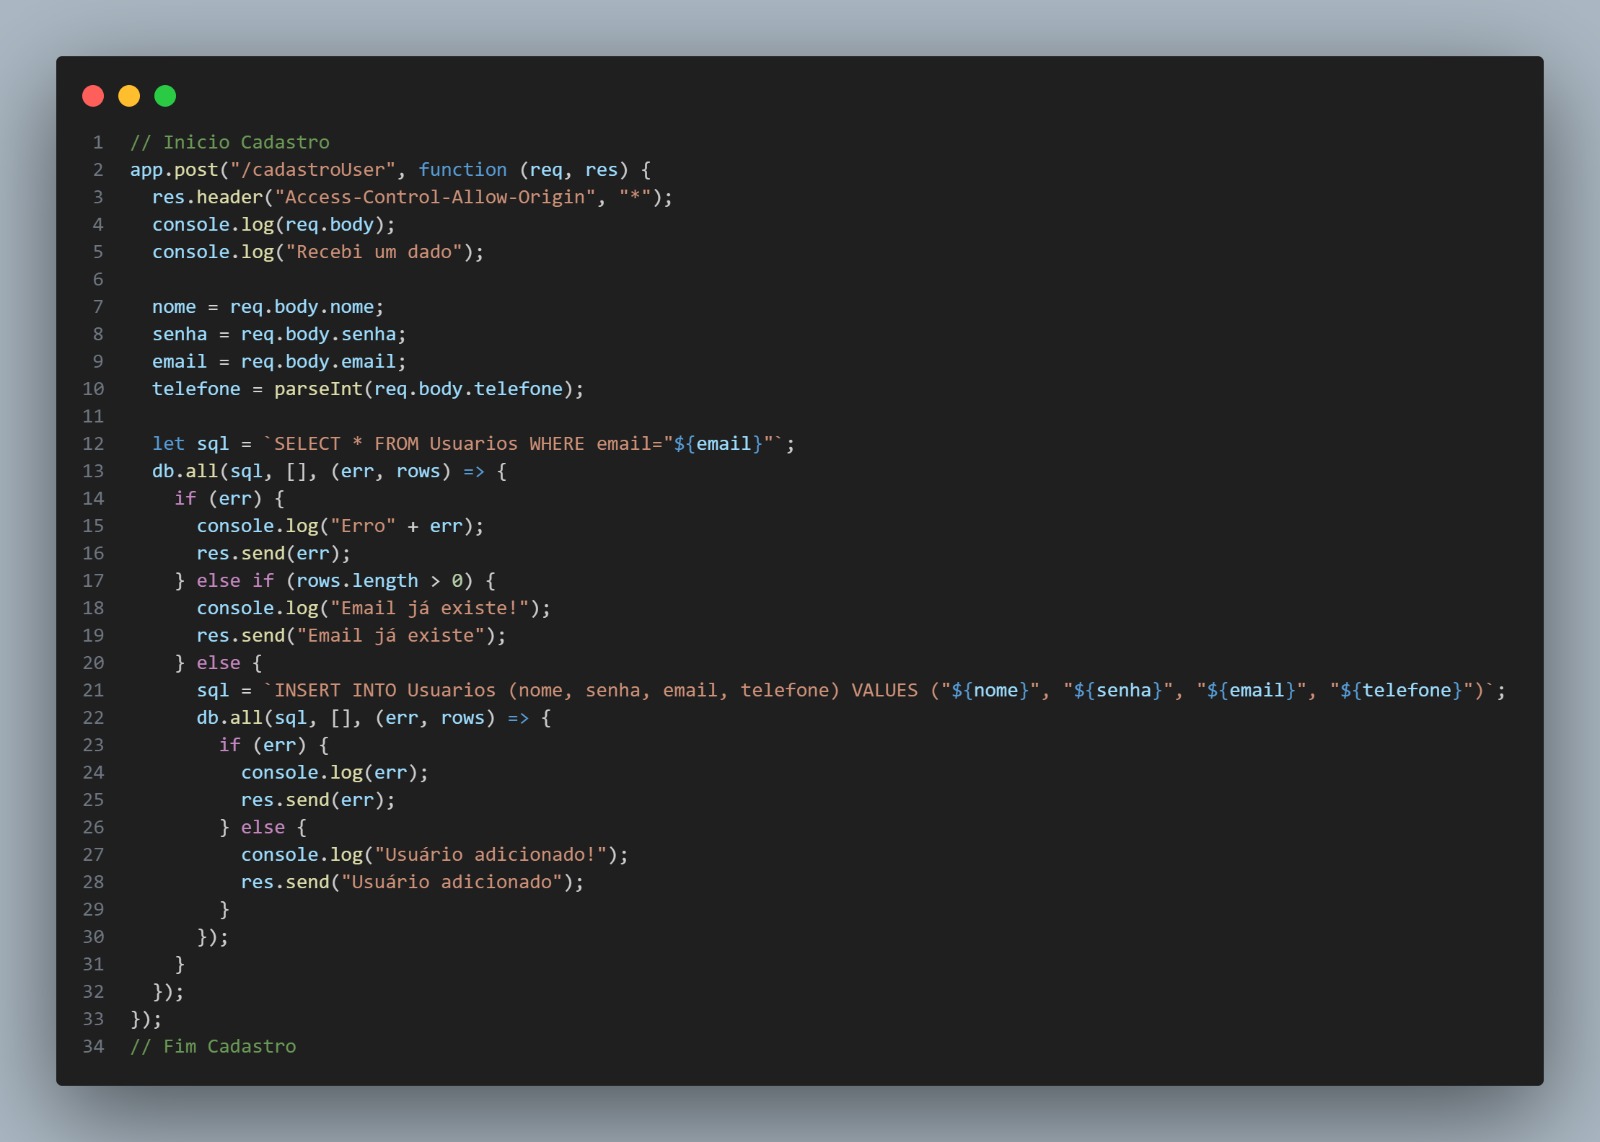 1 // Inicio Cadastro
2 app.post("/cadastroUser", function (req, res) {
3   res.header("Access-Control-Allow-Origin", "*");
4   console.log(req.body);
5   console.log("Recebi um dado");
6
7   nome = req.body.nome;
8   senha = req.body.senha;
9   email = req.body.email;
10   telefone = parseInt(req.body.telefone);
11
12   let sql = `SELECT * FROM Usuarios WHERE email="${email}"`;
13   db.all(sql, [], (err, rows) => {
14     if (err) {
15       console.log("Erro" + err);
16       res.send(err);
17     } else if (rows.length > 0) {
18       console.log("Email já existe!");
19       res.send("Email já existe");
20     } else {
21       sql = `INSERT INTO Usuarios (nome, senha, email, telefone) VALUES ("${nome}", "${senha}", "${email}", "${telefone}")`;
22       db.all(sql, [], (err, rows) => {
23         if (err) {
24           console.log(err);
25           res.send(err);
26         } else {
27           console.log("Usuário adicionado!");
28           res.send("Usuário adicionado");
29         }
30       });
31     }
32   });
33 });
34 // Fim Cadastro